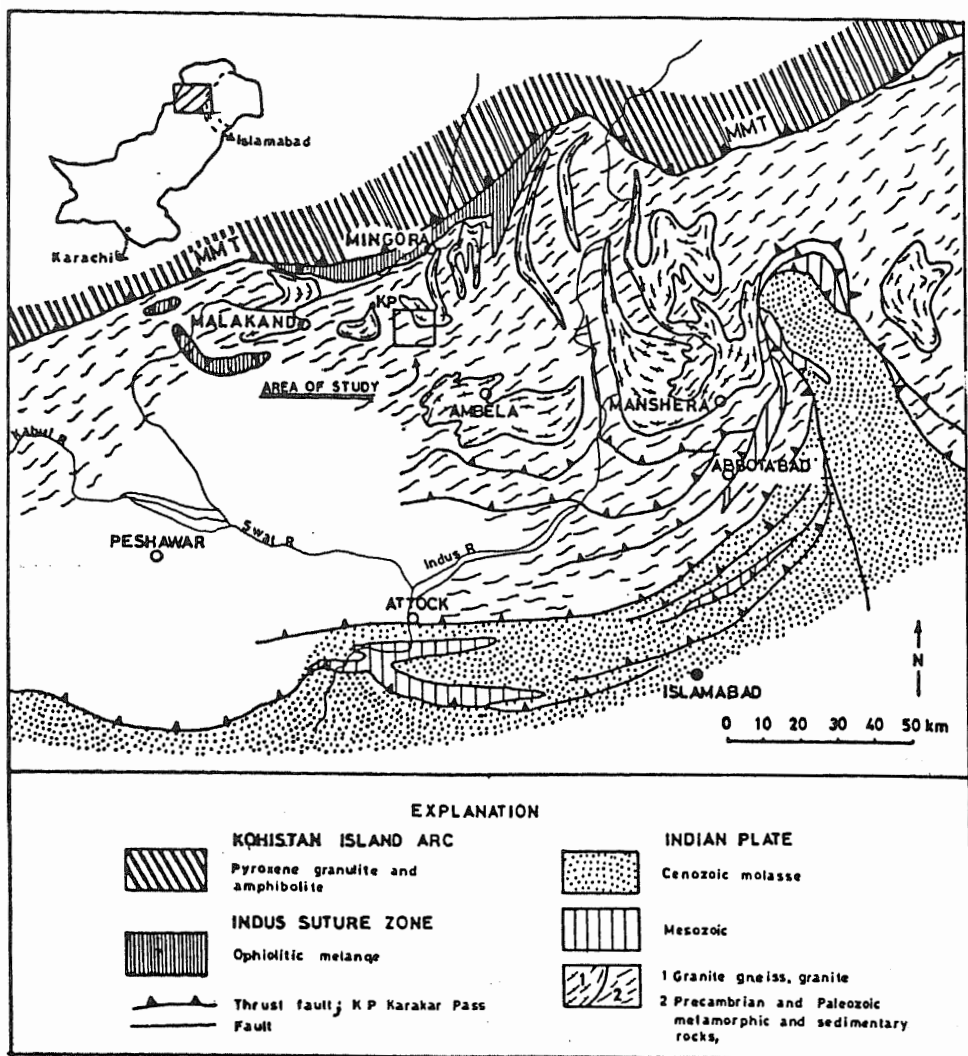 Islamabad
Karachi
MMT
MMT
MINGORA
KP
MALAKAND
AREA OF STUDY
AMBELA
MANSHERA
ABBOTABAD
Kabul R
PESHAWAR
Swat R
Indus R
ATTOCK
ISLAMABAD
N
0 10 20 30 40 50 km
EXPLANATION
KOHISTAN ISLAND ARC
Pyroxene granulite and
amphibolite
INDUS SUTURE ZONE
Ophiolitic melange
Thrust fault; K P Karakar Pass
Fault
INDIAN PLATE
Cenozoic molasse
Mesozoic
1
2
1 Granite gneiss, granite
2 Precambrian and Paleozoic
metamorphic and sedimentary
rocks,